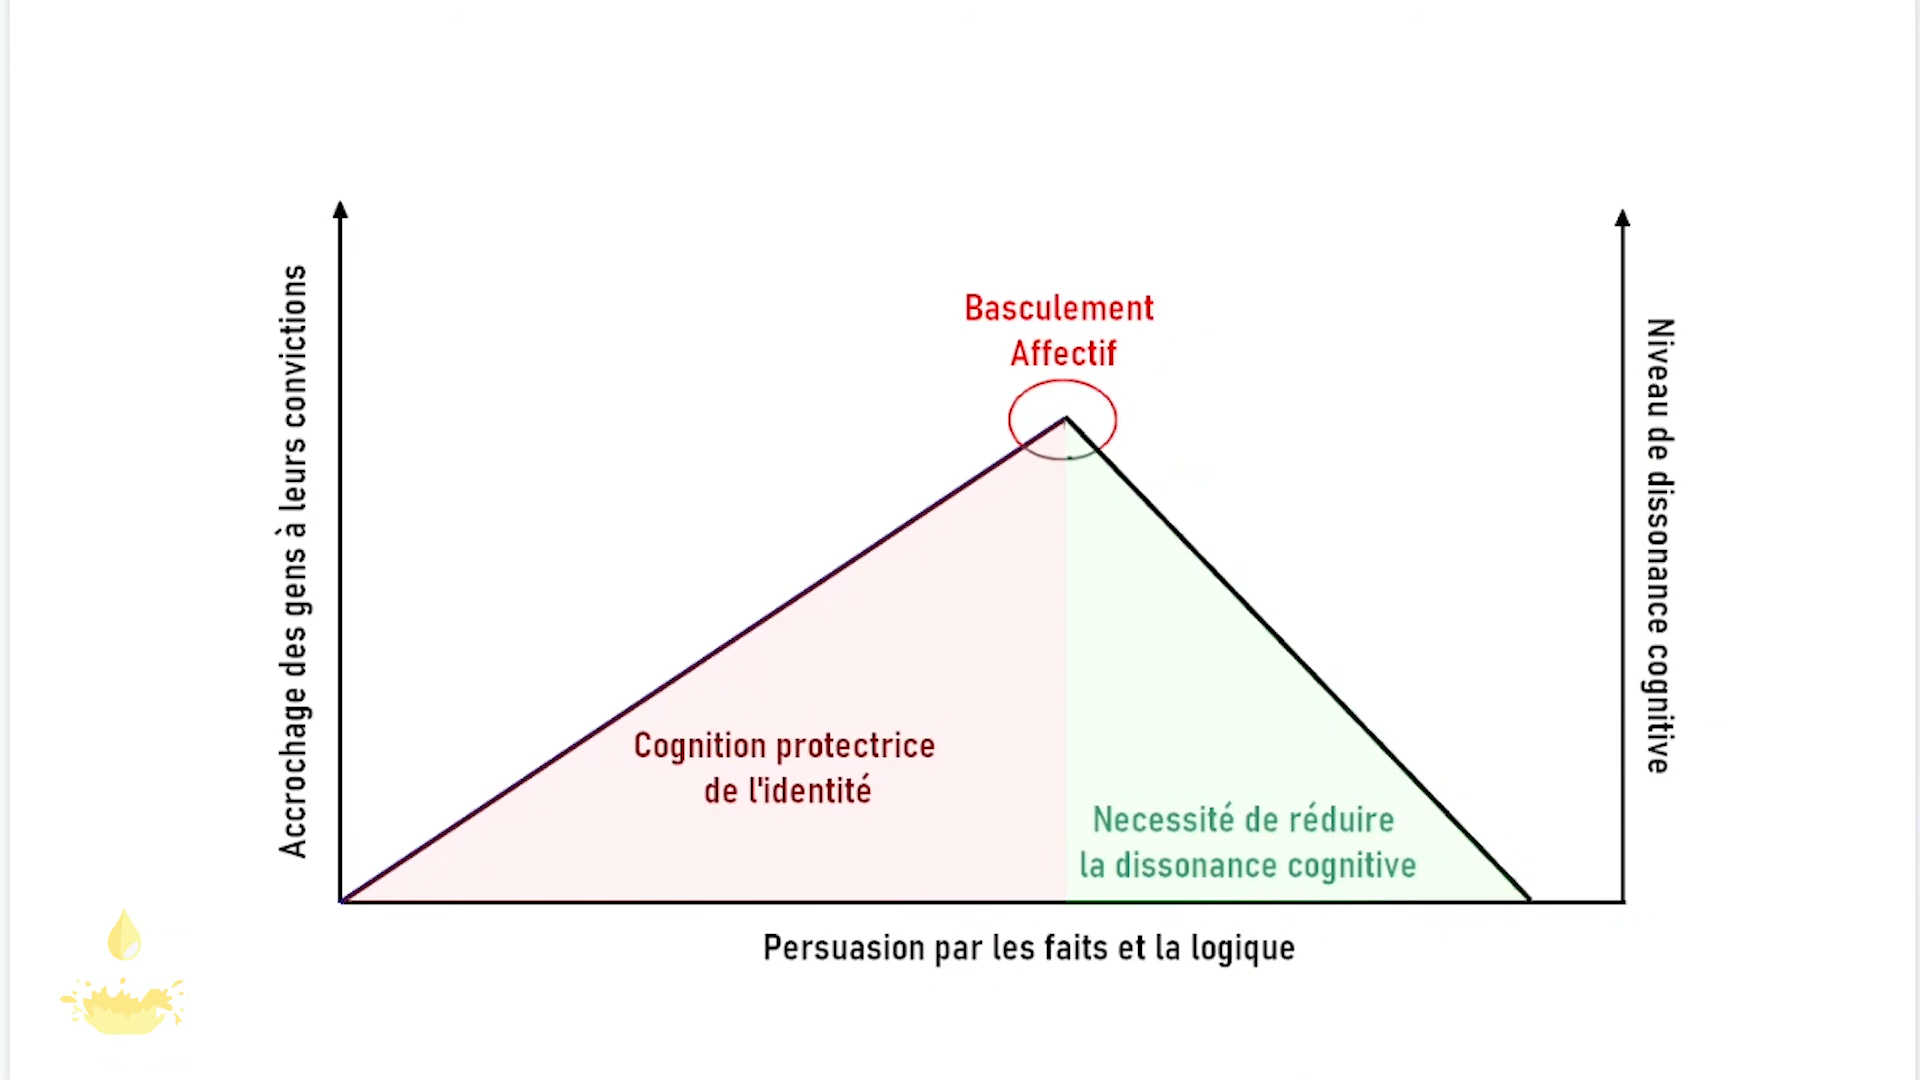 Basculement
Affectif
Accrochage des gens à leurs convictions
Niveau de dissonance cognitive
Cognition protectrice
de l'identité
Necessité de réduire
la dissonance cognitive
Persuasion par les faits et la logique